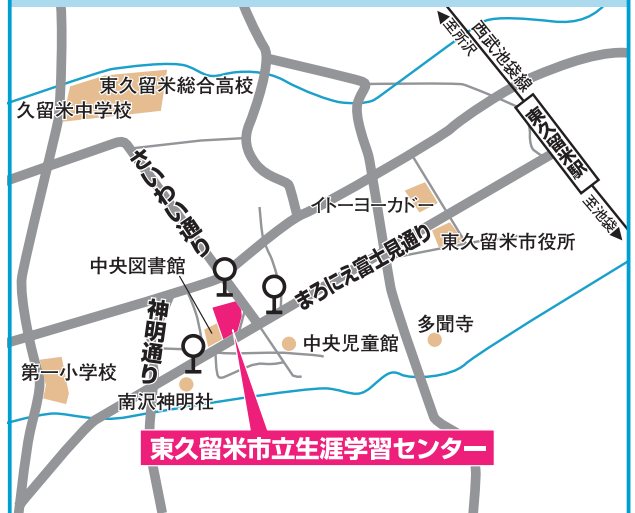 至所沢
西武池袋線
東久留米総合高校
久留米中学校
東久留米駅
さいわい通り
イトーヨーカドー
至池袋
東久留米市役所
まろにえ富士見通り
中央図書館
神明通り
多聞寺
中央児童館
第一小学校
南沢神明社
東久留米市立生涯学習センター